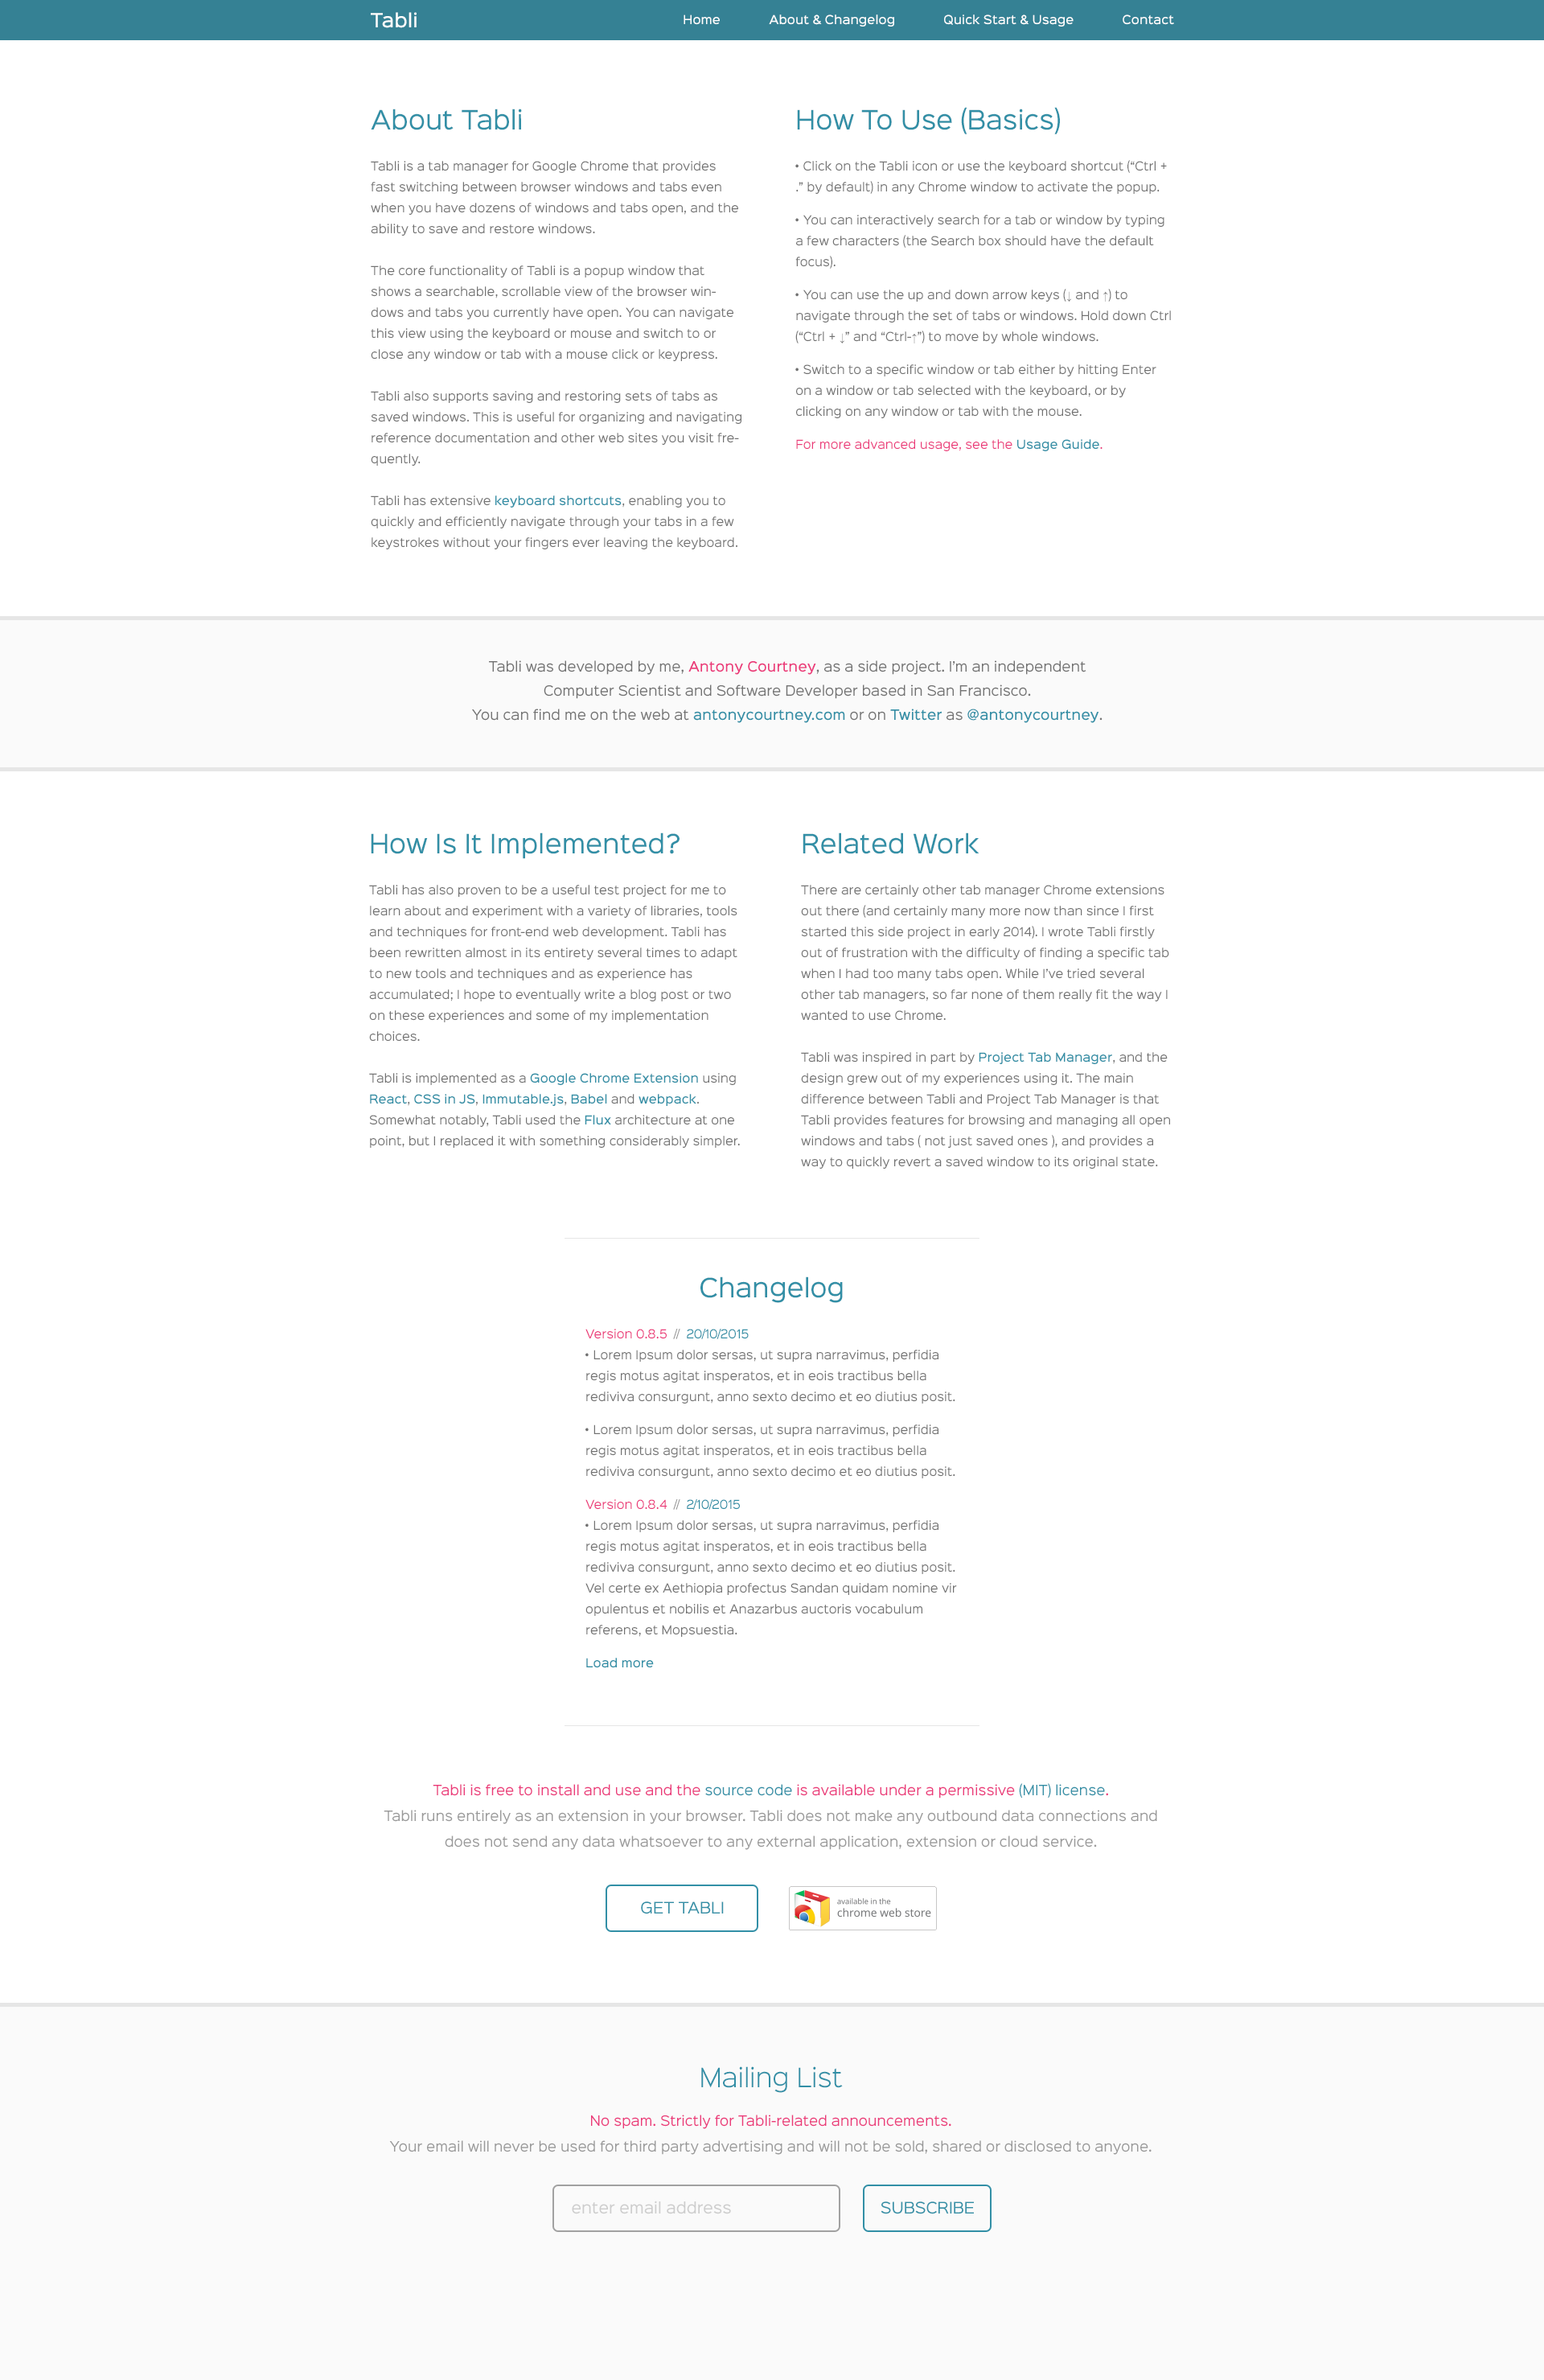 Tabli
Home
About & Changelog
Quick Start & Usage
Contact
About Tabli
Tabli is a tab manager for Google Chrome that provides
fast switching between browser windows and tabs even
when you have dozens of windows and tabs open, and the
ability to save and restore windows.
The core functionality of Tabli is a popup window that
shows a searchable, scrollable view of the browser win-
dows and tabs you currently have open. You can navigate
this view using the keyboard or mouse and switch to or
close any window or tab with a mouse click or keypress.
Tabli also supports saving and restoring sets of tabs as
saved windows. This is useful for organizing and navigating
reference documentation and other web sites you visit fre-
quently.
Tabli has extensive keyboard shortcuts, enabling you to
quickly and efficiently navigate through your tabs in a few
keystrokes without your fingers ever leaving the keyboard.
How To Use (Basics)
• Click on the Tabli icon or use the keyboard shortcut (“Ctrl +
.” by default) in any Chrome window to activate the popup.
• You can interactively search for a tab or window by typing
a few characters (the Search box should have the default
focus).
• You can use the up and down arrow keys (↓ and ↑) to
navigate through the set of tabs or windows. Hold down Ctrl
(“Ctrl + ↓” and “Ctrl-↑”) to move by whole windows.
• Switch to a specific window or tab either by hitting Enter
on a window or tab selected with the keyboard, or by
clicking on any window or tab with the mouse.
For more advanced usage, see the Usage Guide.
Tabli was developed by me, Antony Courtney, as a side project. I’m an independent
Computer Scientist and Software Developer based in San Francisco.
You can find me on the web at antonycourtney.com or on Twitter as @antonycourtney.
How Is It Implemented?
Tabli has also proven to be a useful test project for me to
learn about and experiment with a variety of libraries, tools
and techniques for front-end web development. Tabli has
been rewritten almost in its entirety several times to adapt
to new tools and techniques and as experience has
accumulated; I hope to eventually write a blog post or two
on these experiences and some of my implementation
choices.
Tabli is implemented as a Google Chrome Extension using
React, CSS in JS, Immutable.js, Babel and webpack.
Somewhat notably, Tabli used the Flux architecture at one
point, but I replaced it with something considerably simpler.
Related Work
There are certainly other tab manager Chrome extensions
out there (and certainly many more now than since I first
started this side project in early 2014). I wrote Tabli firstly
out of frustration with the difficulty of finding a specific tab
when I had too many tabs open. While I’ve tried several
other tab managers, so far none of them really fit the way I
wanted to use Chrome.
Tabli was inspired in part by Project Tab Manager, and the
design grew out of my experiences using it. The main
difference between Tabli and Project Tab Manager is that
Tabli provides features for browsing and managing all open
windows and tabs ( not just saved ones ), and provides a
way to quickly revert a saved window to its original state.
Changelog
Version 0.8.5 // 20/10/2015
• Lorem Ipsum dolor sersas, ut supra narravimus, perfidia
regis motus agitat insperatos, et in eois tractibus bella
rediviva consurgunt, anno sexto decimo et eo diutius posit.
• Lorem Ipsum dolor sersas, ut supra narravimus, perfidia
regis motus agitat insperatos, et in eois tractibus bella
rediviva consurgunt, anno sexto decimo et eo diutius posit.
Version 0.8.4 // 2/10/2015
• Lorem Ipsum dolor sersas, ut supra narravimus, perfidia
regis motus agitat insperatos, et in eois tractibus bella
rediviva consurgunt, anno sexto decimo et eo diutius posit.
Vel certe ex Aethiopia profectus Sandan quidam nomine vir
opulentus et nobilis et Anazarbus auctoris vocabulum
referens, et Mopsuestia.
Load more
Tabli is free to install and use and the source code is available under a permissive (MIT) license.
Tabli runs entirely as an extension in your browser. Tabli does not make any outbound data connections and
does not send any data whatsoever to any external application, extension or cloud service.
GET TABLI
available in the
chrome web store
Mailing List
No spam. Strictly for Tabli-related announcements.
Your email will never be used for third party advertising and will not be sold, shared or disclosed to anyone.
enter email address
SUBSCRIBE